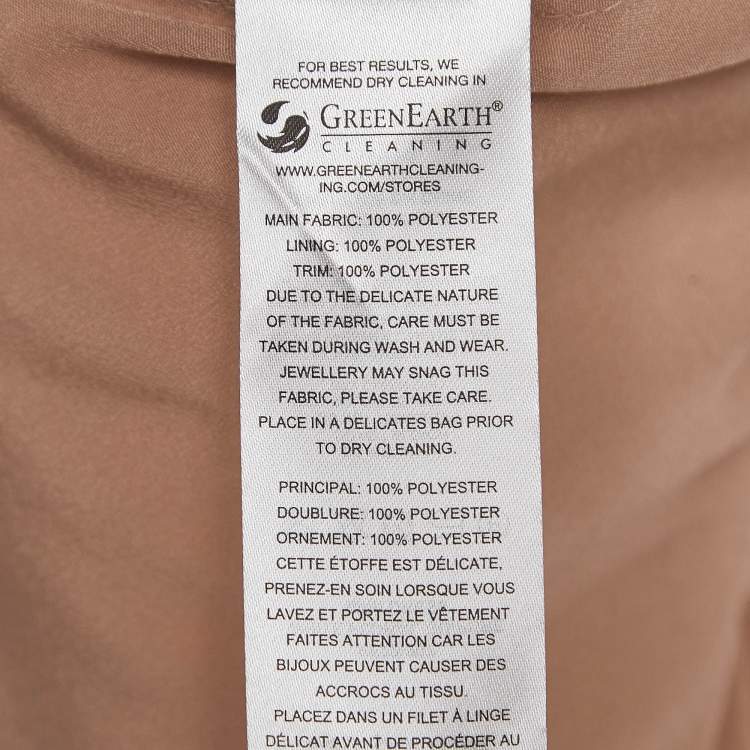 FOR BEST RESULTS, WE
RECOMMEND DRY CLEANING IN
GREENEARTH®
CLEANING
WWW.GREENEARTHCLEANING-
ING.COM/STORES
MAIN FABRIC: 100% POLYESTER
LINING: 100% POLYESTER
TRIM: 100% POLYESTER
DUE TO THE DELICATE NATURE
OF THE FABRIC, CARE MUST BE
TAKEN DURING WASH AND WEAR.
JEWELLERY MAY SNAG THIS
FABRIC, PLEASE TAKE CARE.
PLACE IN A DELICATES BAG PRIOR
TO DRY CLEANING.
PRINCIPAL: 100% POLYESTER
DOUBLURE: 100% POLYESTER
ORNEMENT: 100% POLYESTER
CETTE ÉTOFFE EST DÉLICATE,
PRENEZ-EN SOIN LORSQUE VOUS
LAVEZ ET PORTEZ LE VÊTEMENT
FAITES ATTENTION CAR LES
BIJOUX PEUVENT CAUSER DES
ACCROCS AU TISSU.
PLACEZ DANS UN FILET À LINGE
DÉLICAT AVANT DE PROCÉDER AU